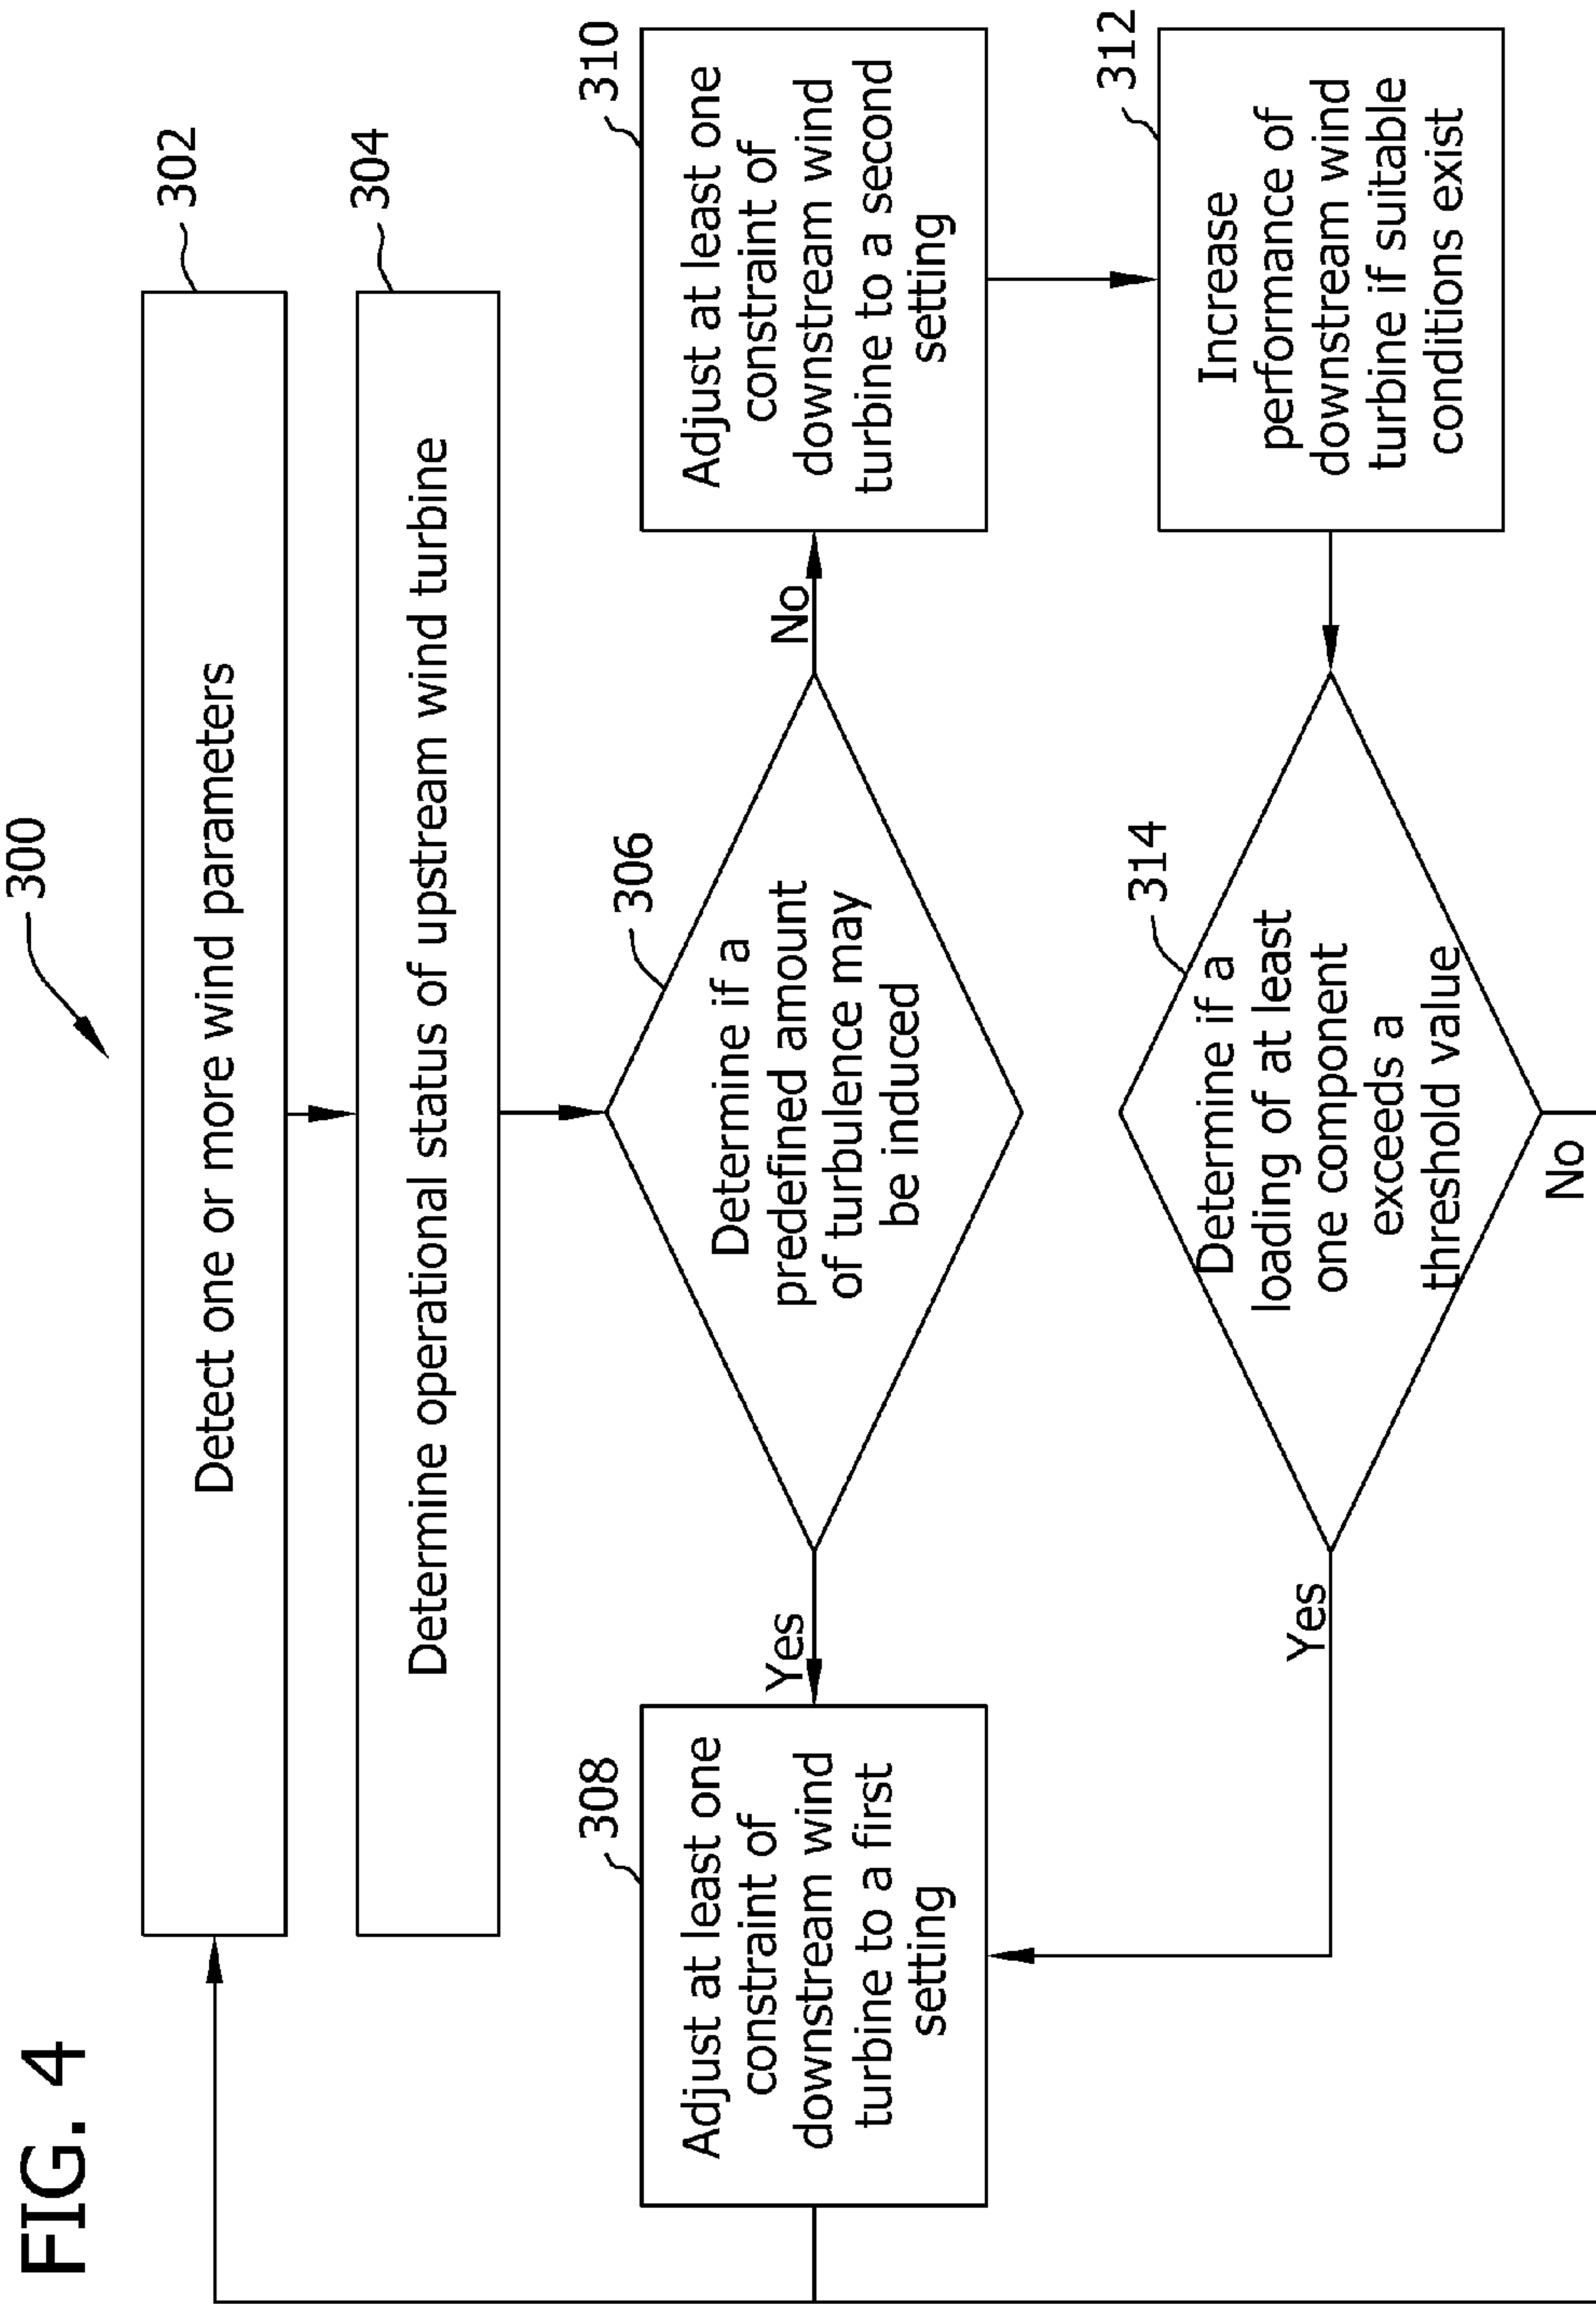 FIG. 4
300
302
Detect one or more wind parameters
304
Determine operational status of upstream wind turbine
306
Determine if a
predefined amount
of turbulence may
be induced
Yes
No
308
Adjust at least one
constraint of
downstream wind
turbine to a first
setting
310
Adjust at least one
constraint of
downstream wind
turbine to a second
setting
312
Increase
performance of
downstream wind
turbine if suitable
conditions exist
314
Determine if a
loading of at least
one component
exceeds a
threshold value
Yes
No